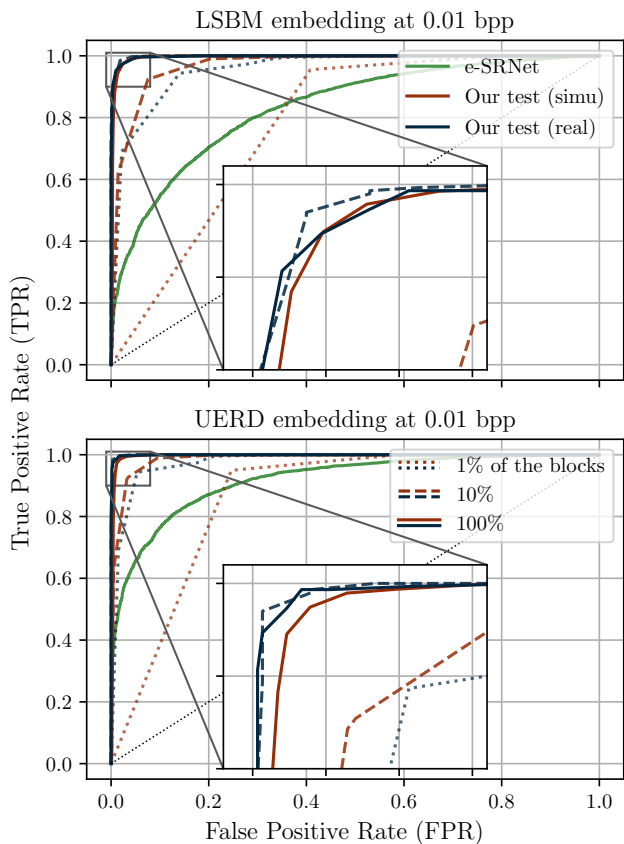 LSBM embedding at 0.01 bpp
1.0
0.8
0.6
0.4
0.2
0.0
e-SRNet
Our test (simu)
Our test (real)
True Positive Rate (TPR)
UERD embedding at 0.01 bpp
1.0
0.8
0.6
0.4
0.2
0.0
1% of the blocks
10%
100%
0.0 0.2 0.4 0.6 0.8 1.0
False Positive Rate (FPR)